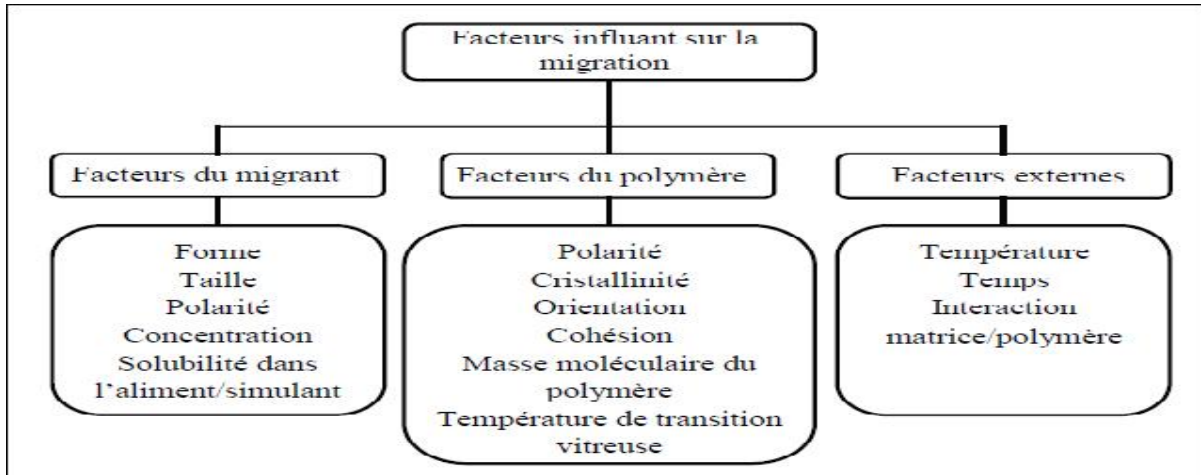 Facteurs influant sur la
migration
Facteurs du migrant
Facteurs du polymère
Facteurs externes
Forme
Taille
Polarité
Concentration
Solubilité dans
l'aliment/simulant
Polarité
Cristallinité
Orientation
Cohésion
Masse moléculaire du
polymère
Température de transition
vitreuse
Température
Temps
Interaction
matrice/polymère